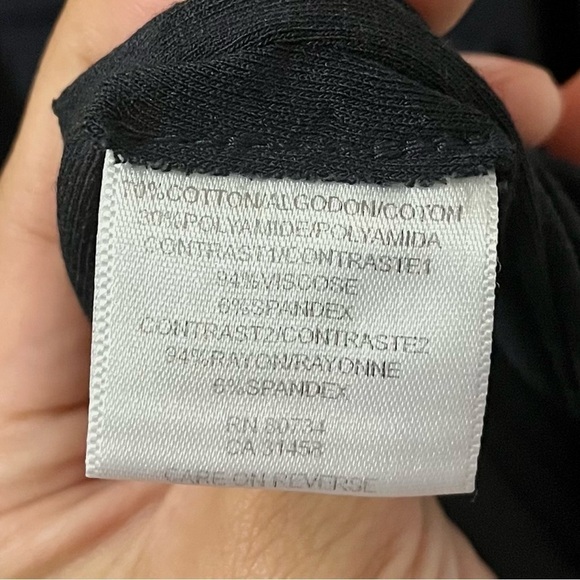 70%COTTON/ALGODON/COTON
30%POLYAMIDE/POLYAMIDA
CONTRAST1/CONTRASTE1
94%VISCOSE
6%SPANDEX
CONTRAST2/CONTRASTE2
94%RAYON/RAYONNE
6%SPANDEX
RN 80734
CA 31458
CARE ON REVERSE